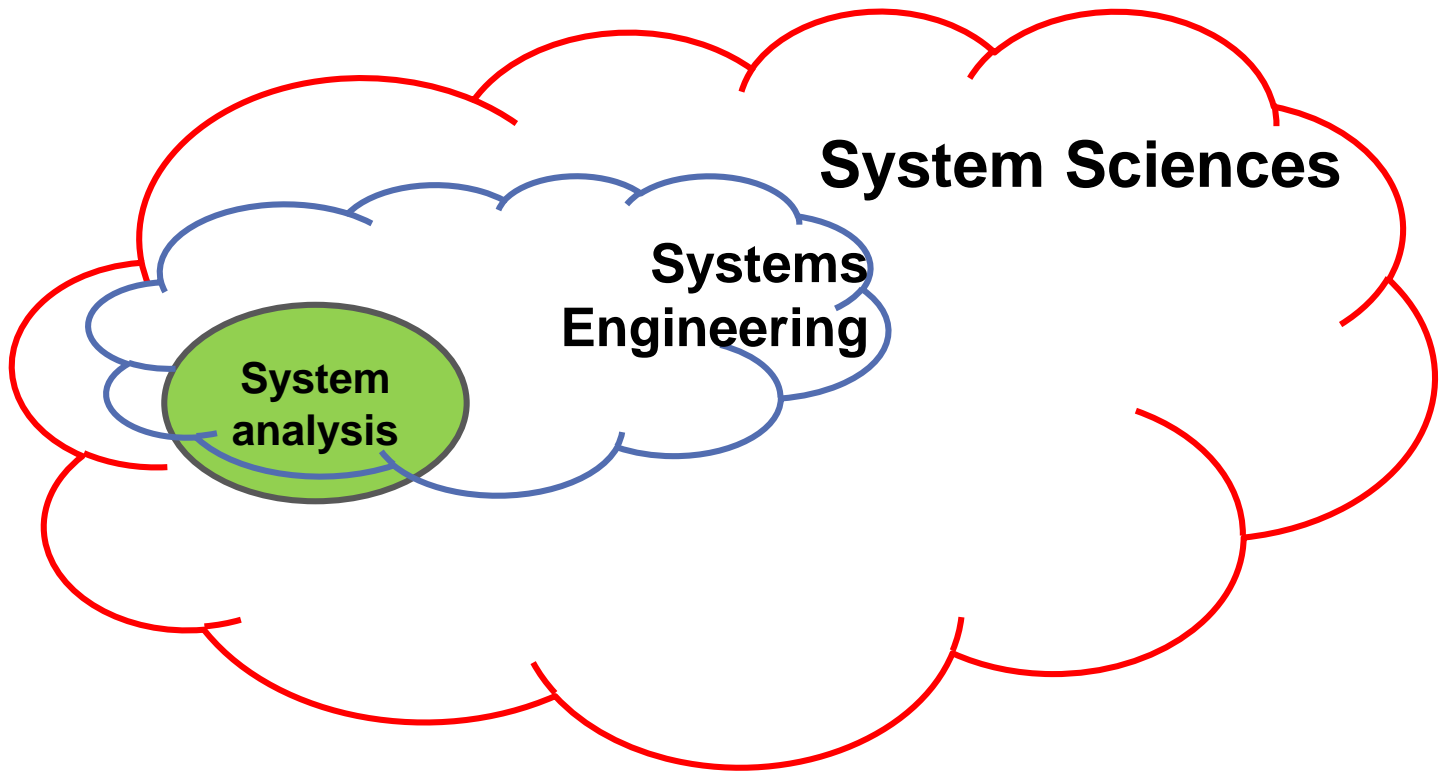 System Sciences
Systems
Engineering
System
analysis